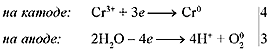 на катоде: Cr³⁺ + 3e ⟶ Cr⁰ |4
на аноде: 2H₂O – 4e ⟶ 4H⁺ + O₂⁰ |3